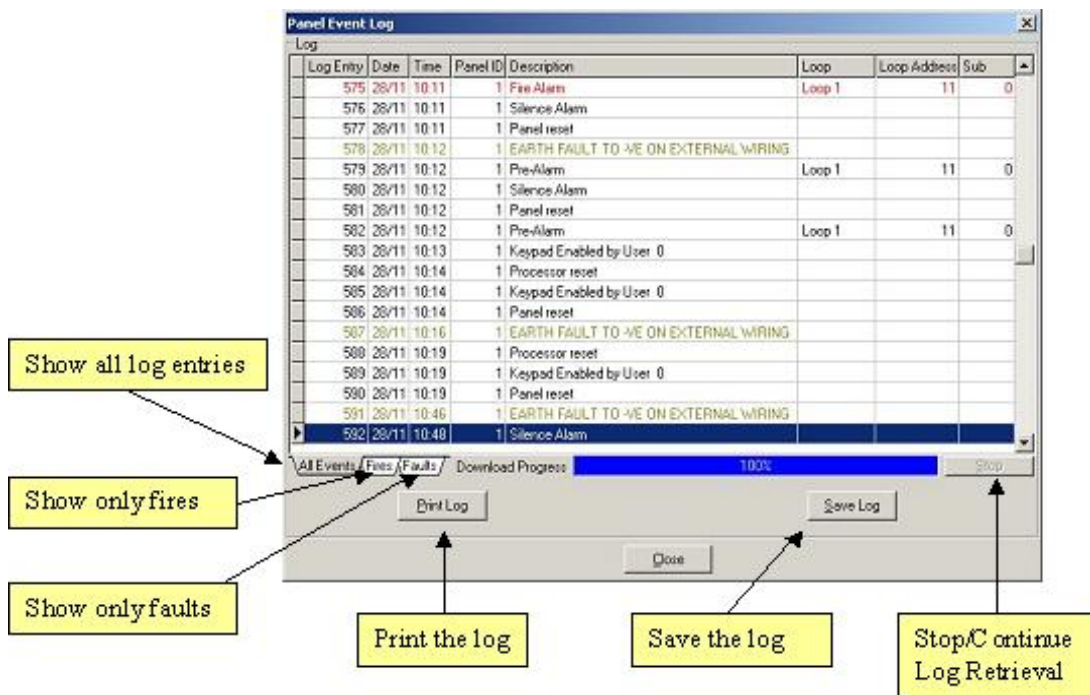 Panel Event Log
Log
Log Entry Date Time Panel ID Description Loop Loop Address Sub
575 28/11 10:11 1 Fire Alarm Loop 1 11 0
576 28/11 10:11 1 Silence Alarm
577 28/11 10:11 1 Panel reset
578 28/11 10:12 1 EARTH FAULT TO -VE ON EXTERNAL WIRING
579 28/11 10:12 1 Pre-Alarm Loop 1 11 0
580 28/11 10:12 1 Silence Alarm
581 28/11 10:12 1 Panel reset
582 28/11 10:12 1 Pre-Alarm Loop 1 11 0
583 28/11 10:13 1 Keypad Enabled by User 0
584 28/11 10:14 1 Processor reset
585 28/11 10:14 1 Keypad Enabled by User 0
586 28/11 10:14 1 Panel reset
587 28/11 10:16 1 EARTH FAULT TO -VE ON EXTERNAL WIRING
588 28/11 10:19 1 Processor reset
589 28/11 10:19 1 Keypad Enabled by User 0
590 28/11 10:19 1 Panel reset
591 28/11 10:46 1 EARTH FAULT TO -VE ON EXTERNAL WIRING
592 28/11 10:48 1 Silence Alarm
All Events Fires Faults Download Progress 100% Stop
Print Log Save Log
Close
Show all log entries
Show only fires
Show only faults
Print the log
Save the log
Stop/Continue
Log Retrieval